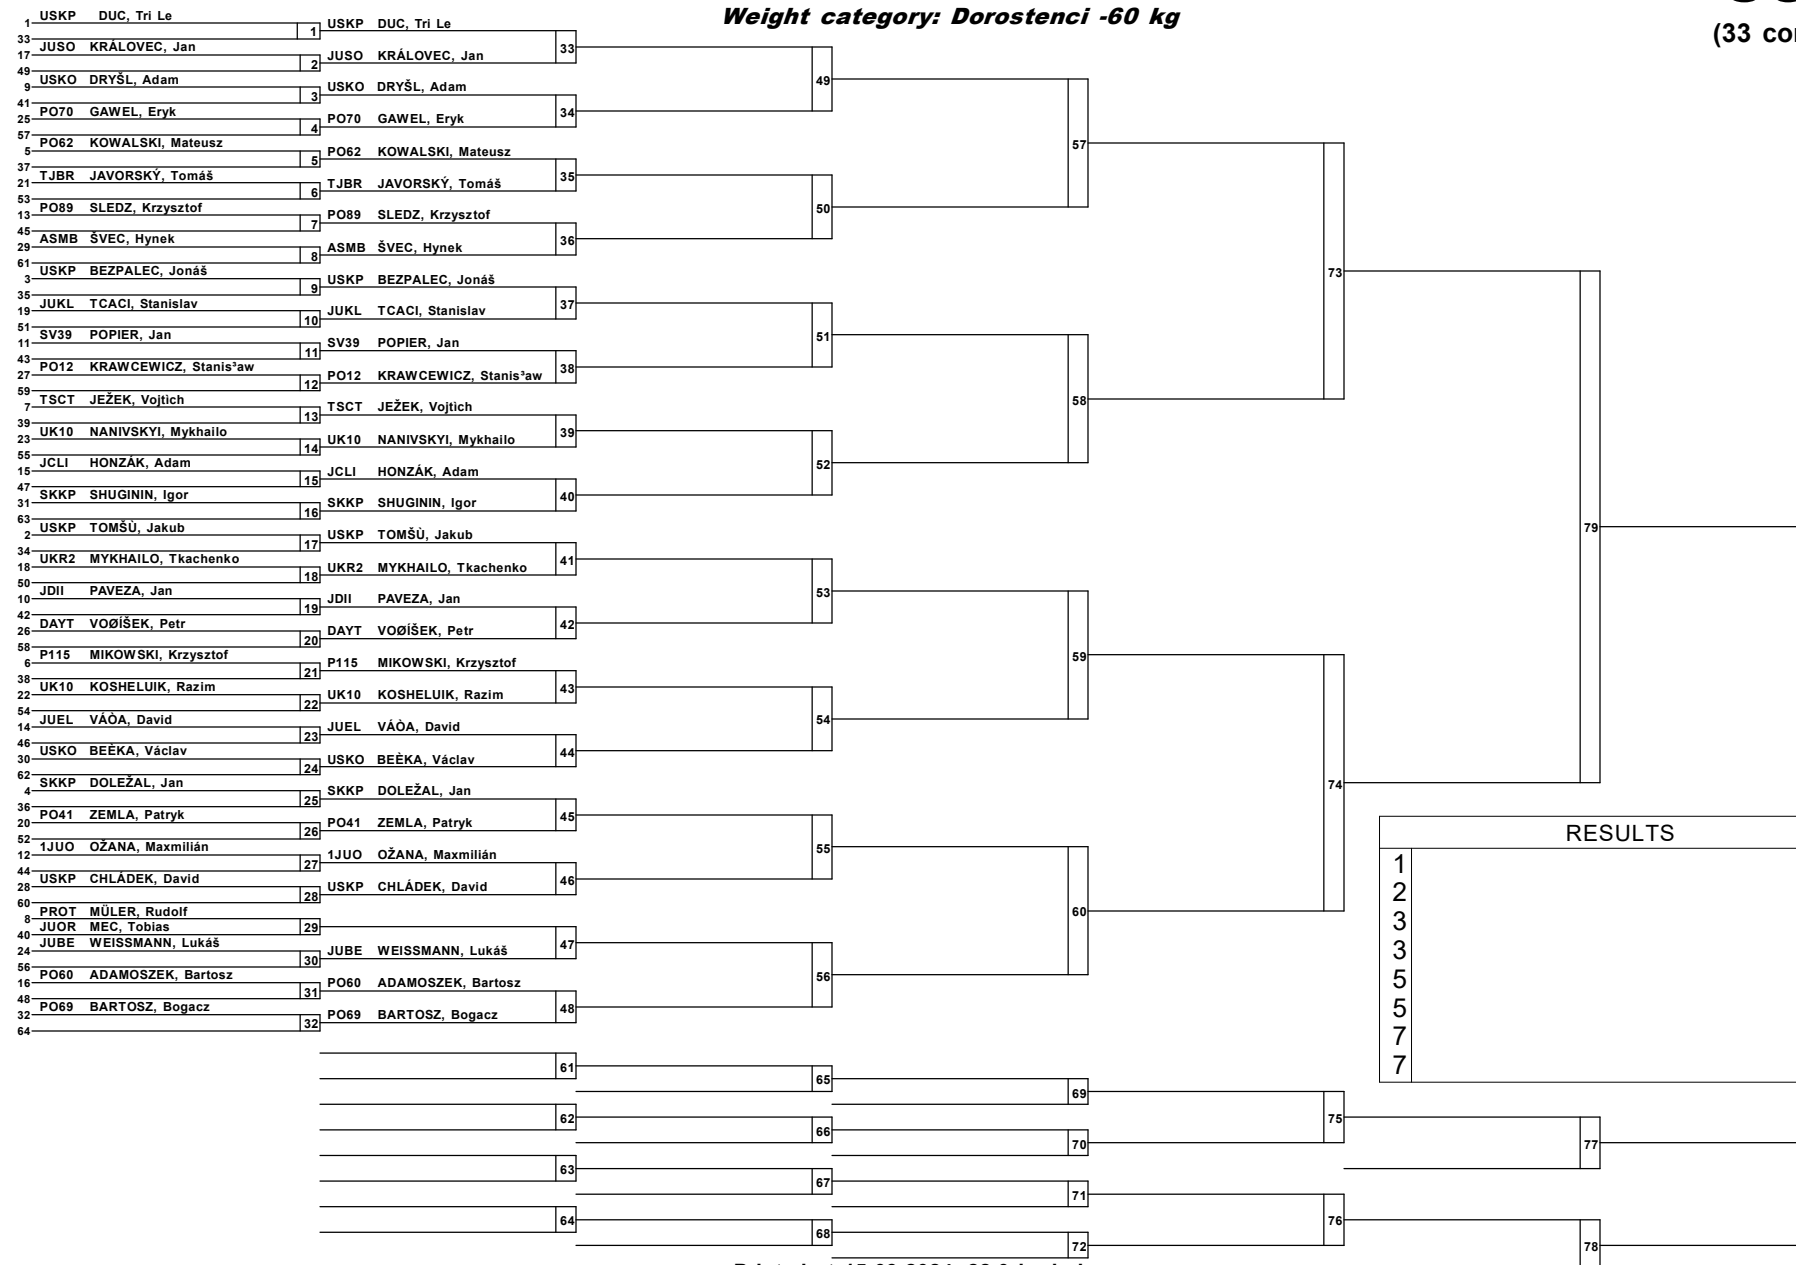 Weight category: Dorostenci -60 kg
(33
1 USKP DUC, Tri Le
33
17 JUSO KRÁLOVEC, Jan
49
9 USKO DRYŠL, Adam
41
25 PO70 GAWEL, Eryk
57
5 PO62 KOWALSKI, Mateusz
37
21 TJBR JAVORSKÝ, Tomáš
53
13 PO89 SLEDZ, Krzysztof
45
29 ASMB ŠVEC, Hynek
61
3 USKP BEZPALEC, Jonáš
35
19 JUKL TCACI, Stanislav
51
11 SV39 POPIER, Jan
43
27 PO12 KRAWCEWICZ, Stanis³aw
59
7 TSCT JEŽEK, Vojtìch
39
23 UK10 NANIVSKYI, Mykhailo
55
15 JCLI HONZÁK, Adam
47
31 SKKP SHUGININ, Igor
63
2 USKP TOMŠÙ, Jakub
34
18 UKR2 MYKHAILO, Tkachenko
50
10 JDII PAVEZA, Jan
42
26 DAYT VOØÍŠEK, Petr
58
6 P115 MIKOWSKI, Krzysztof
38
22 UK10 KOSHELUIK, Razim
54
14 JUEL VÁÒA, David
46
30 USKO BEÈKA, Václav
62
4 SKKP DOLEŽAL, Jan
36
20 PO41 ZEMLA, Patryk
52
12 1JUO OŽANA, Maxmilián
44
28 USKP CHLÁDEK, David
60
8 PROT MÜLER, Rudolf
40 JUOR MEC, Tobias
24 JUBE WEISSMANN, Lukáš
56
16 PO60 ADAMOSZEK, Bartosz
48
32 PO69 BARTOSZ, Bogacz
64
1 USKP DUC, Tri Le
2 JUSO KRÁLOVEC, Jan
3 USKO DRYŠL, Adam
4 PO70 GAWEL, Eryk
5 PO62 KOWALSKI, Mateusz
6 TJBR JAVORSKÝ, Tomáš
7 PO89 SLEDZ, Krzysztof
8 ASMB ŠVEC, Hynek
9 USKP BEZPALEC, Jonáš
10 JUKL TCACI, Stanislav
11 SV39 POPIER, Jan
12 PO12 KRAWCEWICZ, Stanis³aw
13 TSCT JEŽEK, Vojtìch
14 UK10 NANIVSKYI, Mykhailo
15 JCLI HONZÁK, Adam
16 SKKP SHUGININ, Igor
17 USKP TOMŠÙ, Jakub
18 UKR2 MYKHAILO, Tkachenko
19 JDII PAVEZA, Jan
20 DAYT VOØÍŠEK, Petr
21 P115 MIKOWSKI, Krzysztof
22 UK10 KOSHELUIK, Razim
23 JUEL VÁÒA, David
24 USKO BEÈKA, Václav
25 SKKP DOLEŽAL, Jan
26 PO41 ZEMLA, Patryk
27 1JUO OŽANA, Maxmilián
28 USKP CHLÁDEK, David
29
30 JUBE WEISSMANN, Lukáš
31 PO60 ADAMOSZEK, Bartosz
32 PO69 BARTOSZ, Bogacz
33
34
35
36
37
38
39
40
41
42
43
44
45
46
47
48
49
50
51
52
53
54
55
56
57
58
59
60
73
74
79
61
62
63
64
65
66
67
68
69
70
71
72
75
76
77
78
RESULTS
1
2
3
3
5
5
7
7